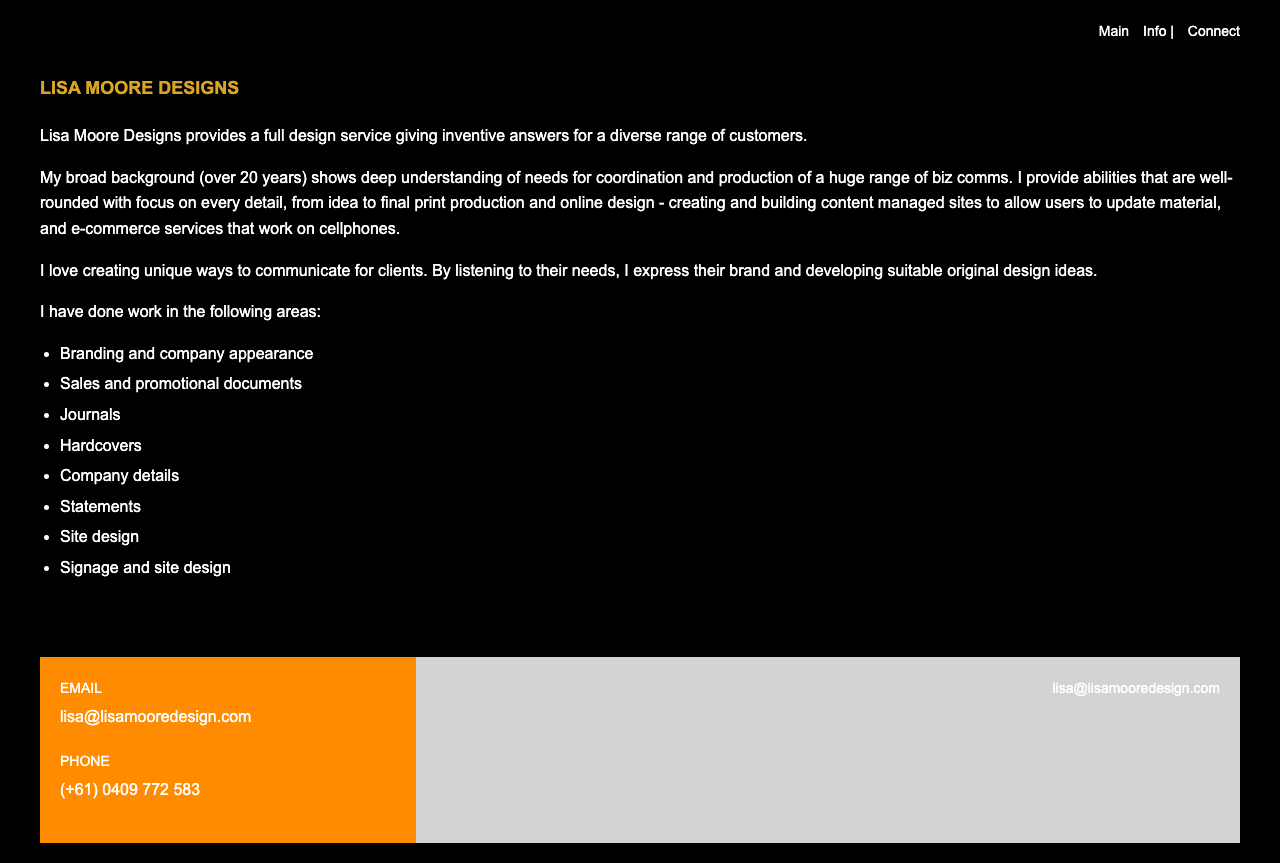 Main Info | Connect
LISA MOORE DESIGNS
Lisa Moore Designs provides a full design service giving inventive answers for a diverse range of customers.
My broad background (over 20 years) shows deep understanding of needs for coordination and production of a huge range of biz comms. I provide abilities that are well-
rounded with focus on every detail, from idea to final print production and online design - creating and building content managed sites to allow users to update material,
and e-commerce services that work on cellphones.
I love creating unique ways to communicate for clients. By listening to their needs, I express their brand and developing suitable original design ideas.
I have done work in the following areas:
• Branding and company appearance
• Sales and promotional documents
• Journals
• Hardcovers
• Company details
• Statements
• Site design
• Signage and site design
EMAIL
lisa@lisamooredesign.com
PHONE
(+61) 0409 772 583
lisa@lisamooredesign.com